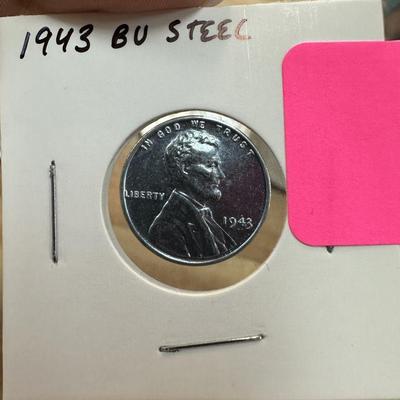 1943 BU STEEL
IN GOD WE TRUST
LIBERTY
1943